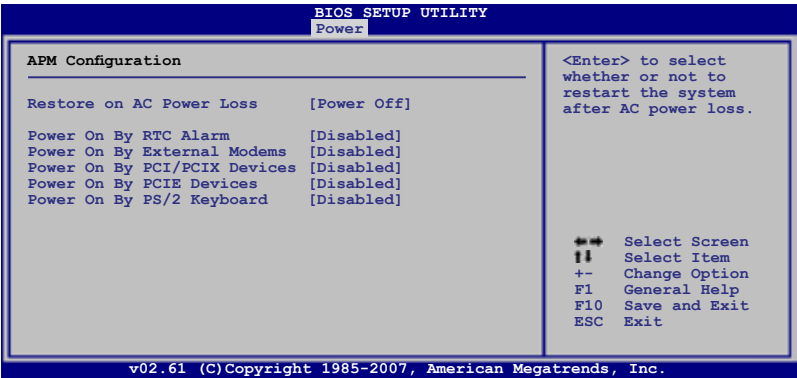 BIOS SETUP UTILITY
Power
APM Configuration
Restore on AC Power Loss [Power Off]
Power On By RTC Alarm [Disabled]
Power On By External Modems [Disabled]
Power On By PCI/PCIX Devices [Disabled]
Power On By PCIE Devices [Disabled]
Power On By PS/2 Keyboard [Disabled]
<Enter> to select
whether or not to
restart the system
after AC power loss.
←→ Select Screen
↑↓ Select Item
+- Change Option
F1 General Help
F10 Save and Exit
ESC Exit
v02.61 (C)Copyright 1985-2007, American Megatrends, Inc.